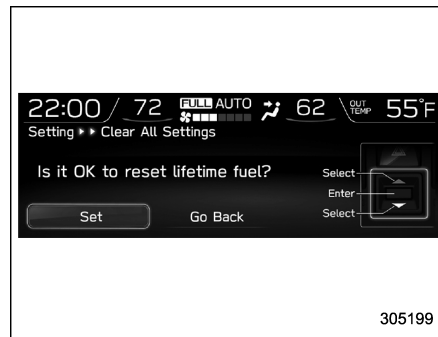 22:00 / 72 FULL AUTO 62 OUT TEMP 55°F
Setting ▶▶ Clear All Settings
Is it OK to reset lifetime fuel?
Select
Enter
Select
Set Go Back
305199